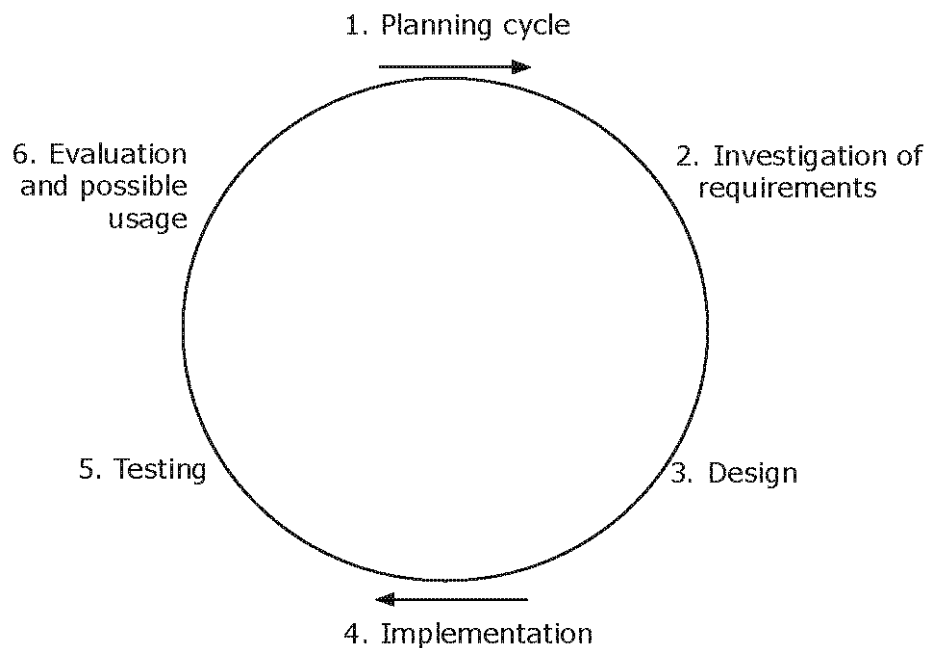 1. Planning cycle
2. Investigation of
requirements
3. Design
4. Implementation
5. Testing
6. Evaluation
and possible
usage